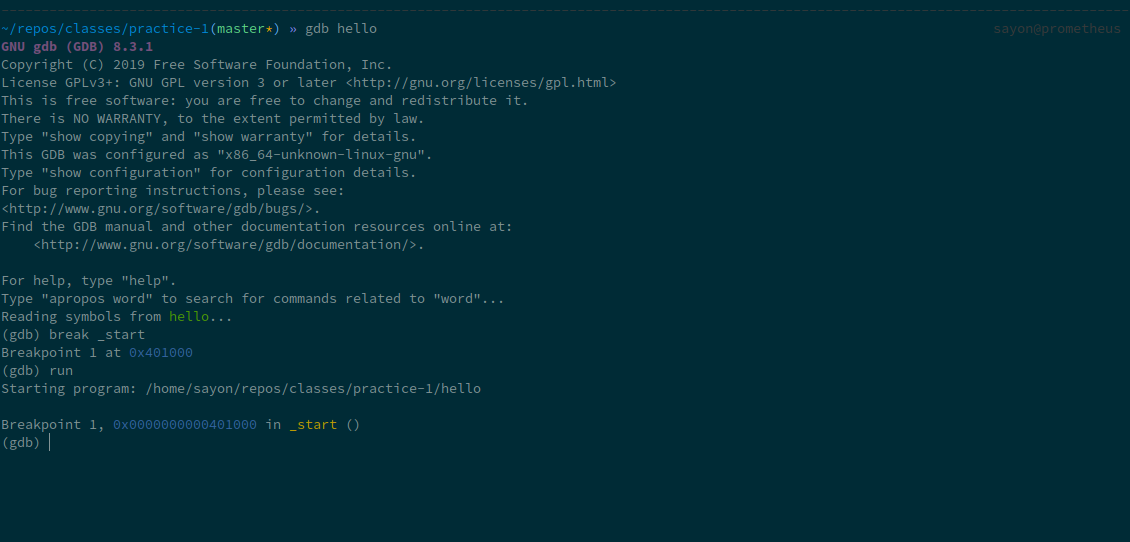 ~/repos/classes/practice-1(master*) » gdb hello sayon@prometheus
GNU gdb (GDB) 8.3.1
Copyright (C) 2019 Free Software Foundation, Inc.
License GPLv3+: GNU GPL version 3 or later <http://gnu.org/licenses/gpl.html>
This is free software: you are free to change and redistribute it.
There is NO WARRANTY, to the extent permitted by law.
Type "show copying" and "show warranty" for details.
This GDB was configured as "x86_64-unknown-linux-gnu".
Type "show configuration" for configuration details.
For bug reporting instructions, please see:
<http://www.gnu.org/software/gdb/bugs/>.
Find the GDB manual and other documentation resources online at:
    <http://www.gnu.org/software/gdb/documentation/>.

For help, type "help".
Type "apropos word" to search for commands related to "word"...
Reading symbols from hello...
(gdb) break _start
Breakpoint 1 at 0x401000
(gdb) run
Starting program: /home/sayon/repos/classes/practice-1/hello

Breakpoint 1, 0x0000000000401000 in _start ()
(gdb)